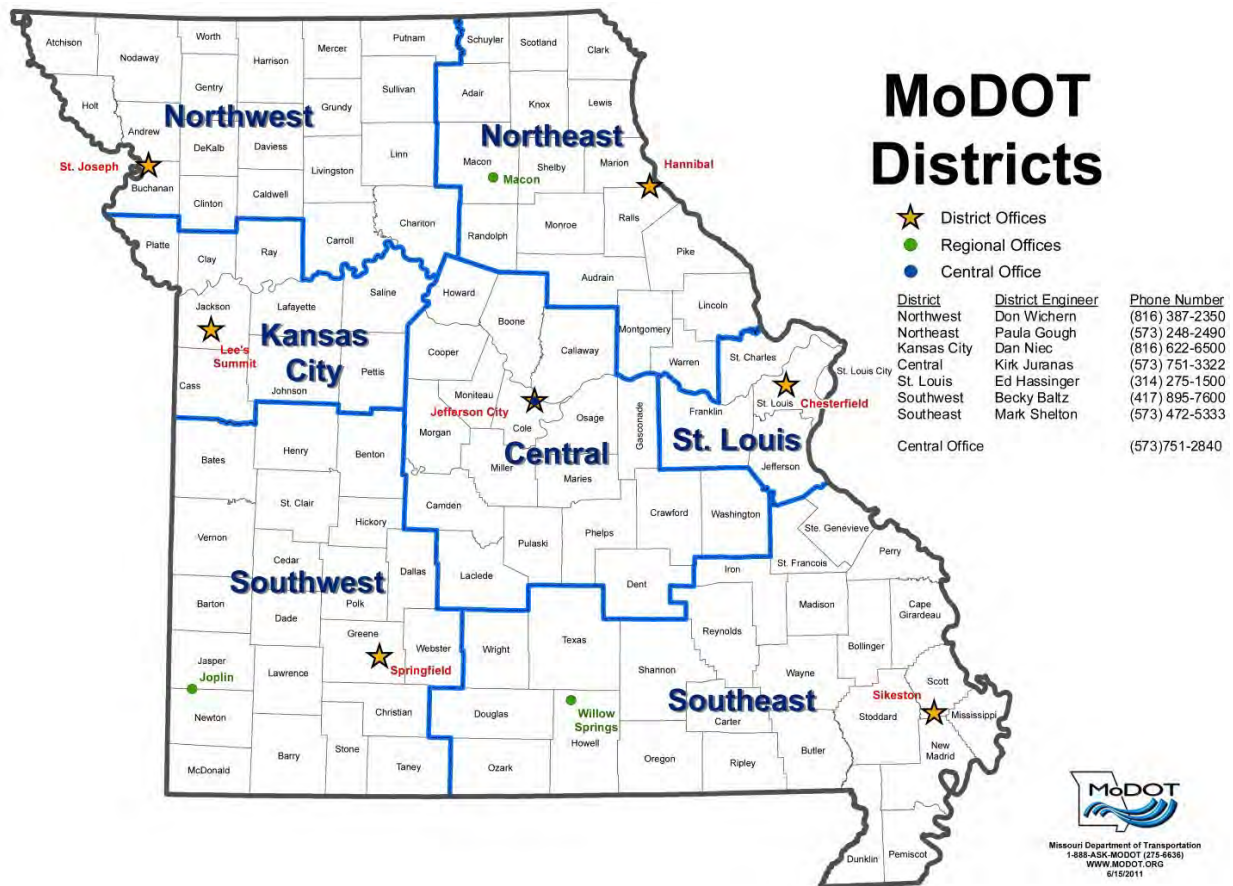 MoDOT
Districts
District Offices
Regional Offices
Central Office
District District Engineer Phone Number
Northwest Don Wichern (816) 387-2350
Northeast Paula Gough (573) 248-2490
Kansas City Dan Niec (816) 622-6500
Central Kirk Juranas (573) 751-3322
St. Louis Ed Hassinger (314) 275-1500
Southwest Becky Baltz (417) 895-7600
Southeast Mark Shelton (573) 472-5333
Central Office (573)751-2840
Northwest
Atchison
Nodaway
Worth
Harrison
Mercer
Putnam
Gentry
Sullivan
Holt
Grundy
Andrew
DeKalb
Daviess
Linn
Livingston
St. Joseph
Buchanan
Clinton
Caldwell
Chariton
Carroll
Northeast
Schuyler
Scotland
Clark
Adair
Knox
Lewis
Macon
Shelby
Marion
Hannibal
Macon
Ralls
Randolph
Monroe
Pike
Audrain
Lincoln
Montgomery
Warren
Kansas
City
Platte
Clay
Ray
Jackson
Lafayette
Saline
Lee's
Summit
Cass
Johnson
Pettis
Central
Howard
Boone
Callaway
Cooper
Moniteau
Jefferson City
Cole
Osage
Gasconade
Morgan
Miller
Maries
Camden
Pulaski
Phelps
Crawford
Washington
Laclede
Dent
St. Louis
St. Charles
St. Louis City
St. Louis
Chesterfield
Franklin
Jefferson
Southwest
Bates
Henry
Benton
St. Clair
Hickory
Vernon
Cedar
Dallas
Polk
Barton
Dade
Greene
Webster
Jasper
Joplin
Lawrence
Springfield
Newton
Christian
McDonald
Barry
Stone
Taney
Southeast
Ste. Genevieve
Perry
St. Francois
Iron
Madison
Cape
Girardeau
Reynolds
Bollinger
Wright
Texas
Shannon
Wayne
Scott
Sikeston
Mississippi
Stoddard
Douglas
Willow
Springs
Howell
Carter
New
Madrid
Ozark
Oregon
Ripley
Butler
Dunklin
Pemiscot
MoDOT
Missouri Department of Transportation
1-888-ASK-MODOT (275-6636)
WWW.MODOT.ORG
6/15/2011